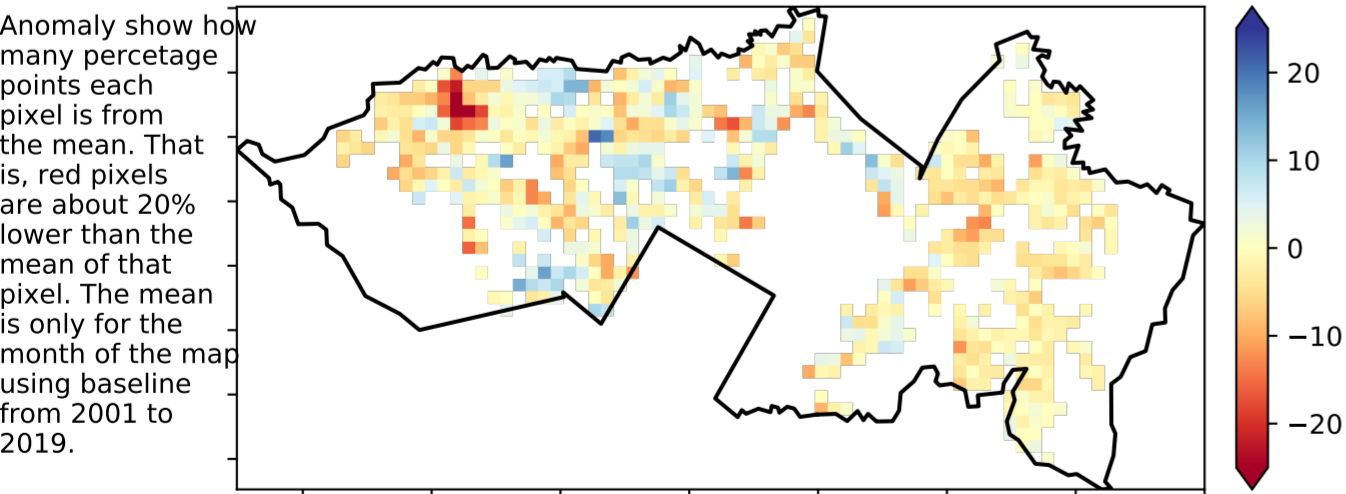 Anomaly show how
many percetage
points each
pixel is from
the mean. That
is, red pixels
are about 20%
lower than the
mean of that
pixel. The mean
is only for the
month of the map
using baseline
from 2001 to
2019.
20
10
0
−10
−20